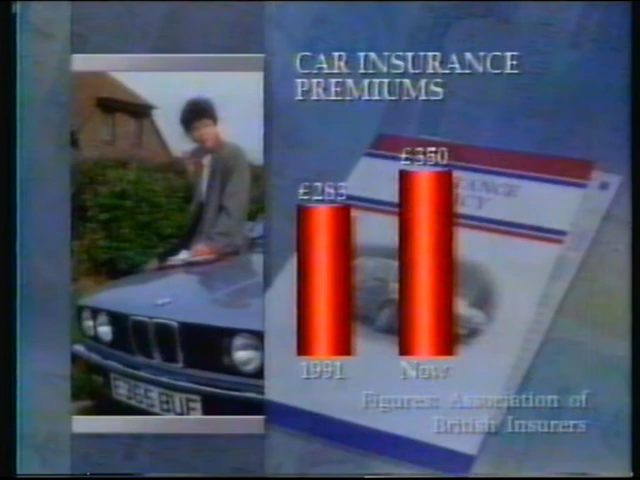 CAR INSURANCE
PREMIUMS
£350
£283
1991
Now
Figures: Association of
British Insurers
E365 BUF